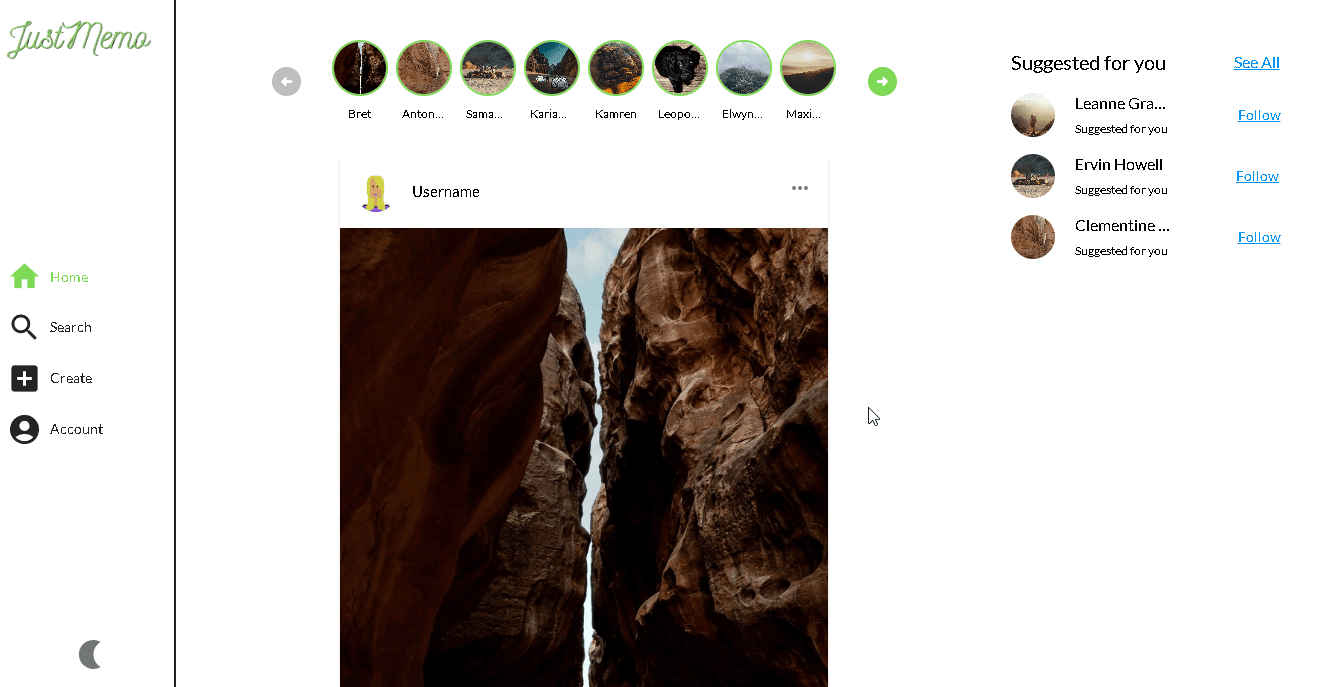 JustMemo
Home
Search
Create
Account
Bret
Anton...
Sama...
Karia...
Kamren
Leopo...
Elwyn...
Maxi...
Username
Suggested for you
See All
Leanne Gra...
Suggested for you
Follow
Ervin Howell
Suggested for you
Follow
Clementine ...
Suggested for you
Follow